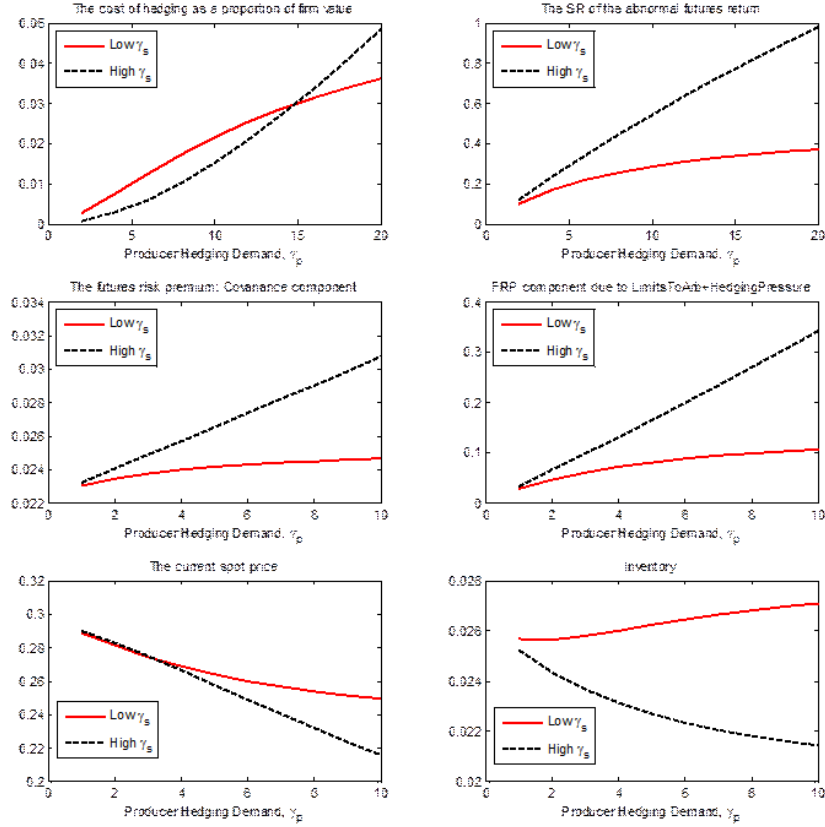 The cost of hedging as a proportion of firm value
0.05
0.04
0.03
0.02
0.01
0
Low γs
High γs
0 5 10 15 20
Producer Hedging Demand, γp
The SR of the abnormal futures return
1
0.8
0.6
0.4
0.2
0
Low γs
High γs
0 5 10 15 20
Producer Hedging Demand, γp
The futures risk premium: Covariance component
0.034
0.032
0.03
0.028
0.026
0.024
0.022
Low γs
High γs
0 2 4 6 8 10
Producer Hedging Demand, γp
FRP component due to LimitsToArb+HedgingPressure
0.4
0.3
0.2
0.1
0
Low γs
High γs
0 2 4 6 8 10
Producer Hedging Demand, γp
The current spot price
0.32
0.3
0.28
0.26
0.24
0.22
0.2
Low γs
High γs
0 2 4 6 8 10
Producer Hedging Demand, γp
Inventory
0.028
0.026
0.024
0.022
0.02
Low γs
High γs
0 2 4 6 8 10
Producer Hedging Demand, γp